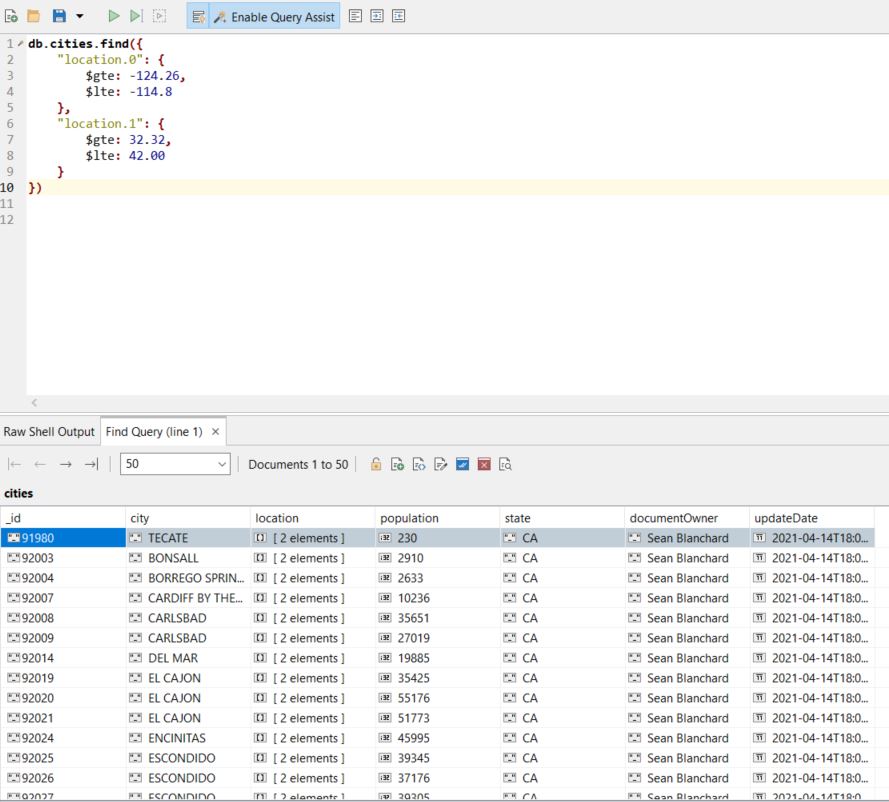 Enable Query Assist
1 db.cities.find({
2 "location.0": {
3 $gte: -124.26,
4 $lte: -114.8
5 },
6 "location.1": {
7 $gte: 32.32,
8 $lte: 42.00
9 }
10 })
11
12
Raw Shell Output Find Query (line 1) ×
50 Documents 1 to 50
cities
_id city location population state documentOwner updateDate
91980 TECATE [ 2 elements ] 230 CA Sean Blanchard 2021-04-14T18:0...
92003 BONSALL [ 2 elements ] 2910 CA Sean Blanchard 2021-04-14T18:0...
92004 BORREGO SPRIN... [ 2 elements ] 2633 CA Sean Blanchard 2021-04-14T18:0...
92007 CARDIFF BY THE... [ 2 elements ] 10236 CA Sean Blanchard 2021-04-14T18:0...
92008 CARLSBAD [ 2 elements ] 35651 CA Sean Blanchard 2021-04-14T18:0...
92009 CARLSBAD [ 2 elements ] 27019 CA Sean Blanchard 2021-04-14T18:0...
92014 DEL MAR [ 2 elements ] 19885 CA Sean Blanchard 2021-04-14T18:0...
92019 EL CAJON [ 2 elements ] 35425 CA Sean Blanchard 2021-04-14T18:0...
92020 EL CAJON [ 2 elements ] 55176 CA Sean Blanchard 2021-04-14T18:0...
92021 EL CAJON [ 2 elements ] 51773 CA Sean Blanchard 2021-04-14T18:0...
92024 ENCINITAS [ 2 elements ] 45995 CA Sean Blanchard 2021-04-14T18:0...
92025 ESCONDIDO [ 2 elements ] 39345 CA Sean Blanchard 2021-04-14T18:0...
92026 ESCONDIDO [ 2 elements ] 37176 CA Sean Blanchard 2021-04-14T18:0...
92027 ESCONDIDO [ 2 elements ] 39305 CA Sean Blanchard 2021-04-14T18:0...